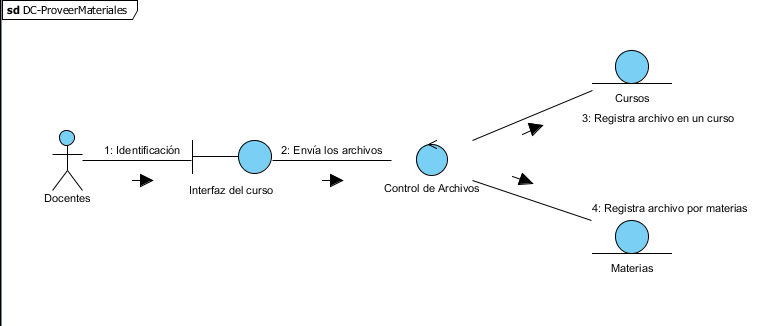 sd DC-ProveerMateriales
Cursos
3: Registra archivo en un curso
1: Identificación
2: Envía los archivos
Docentes
Interfaz del curso
Control de Archivos
4: Registra archivo por materias
Materias